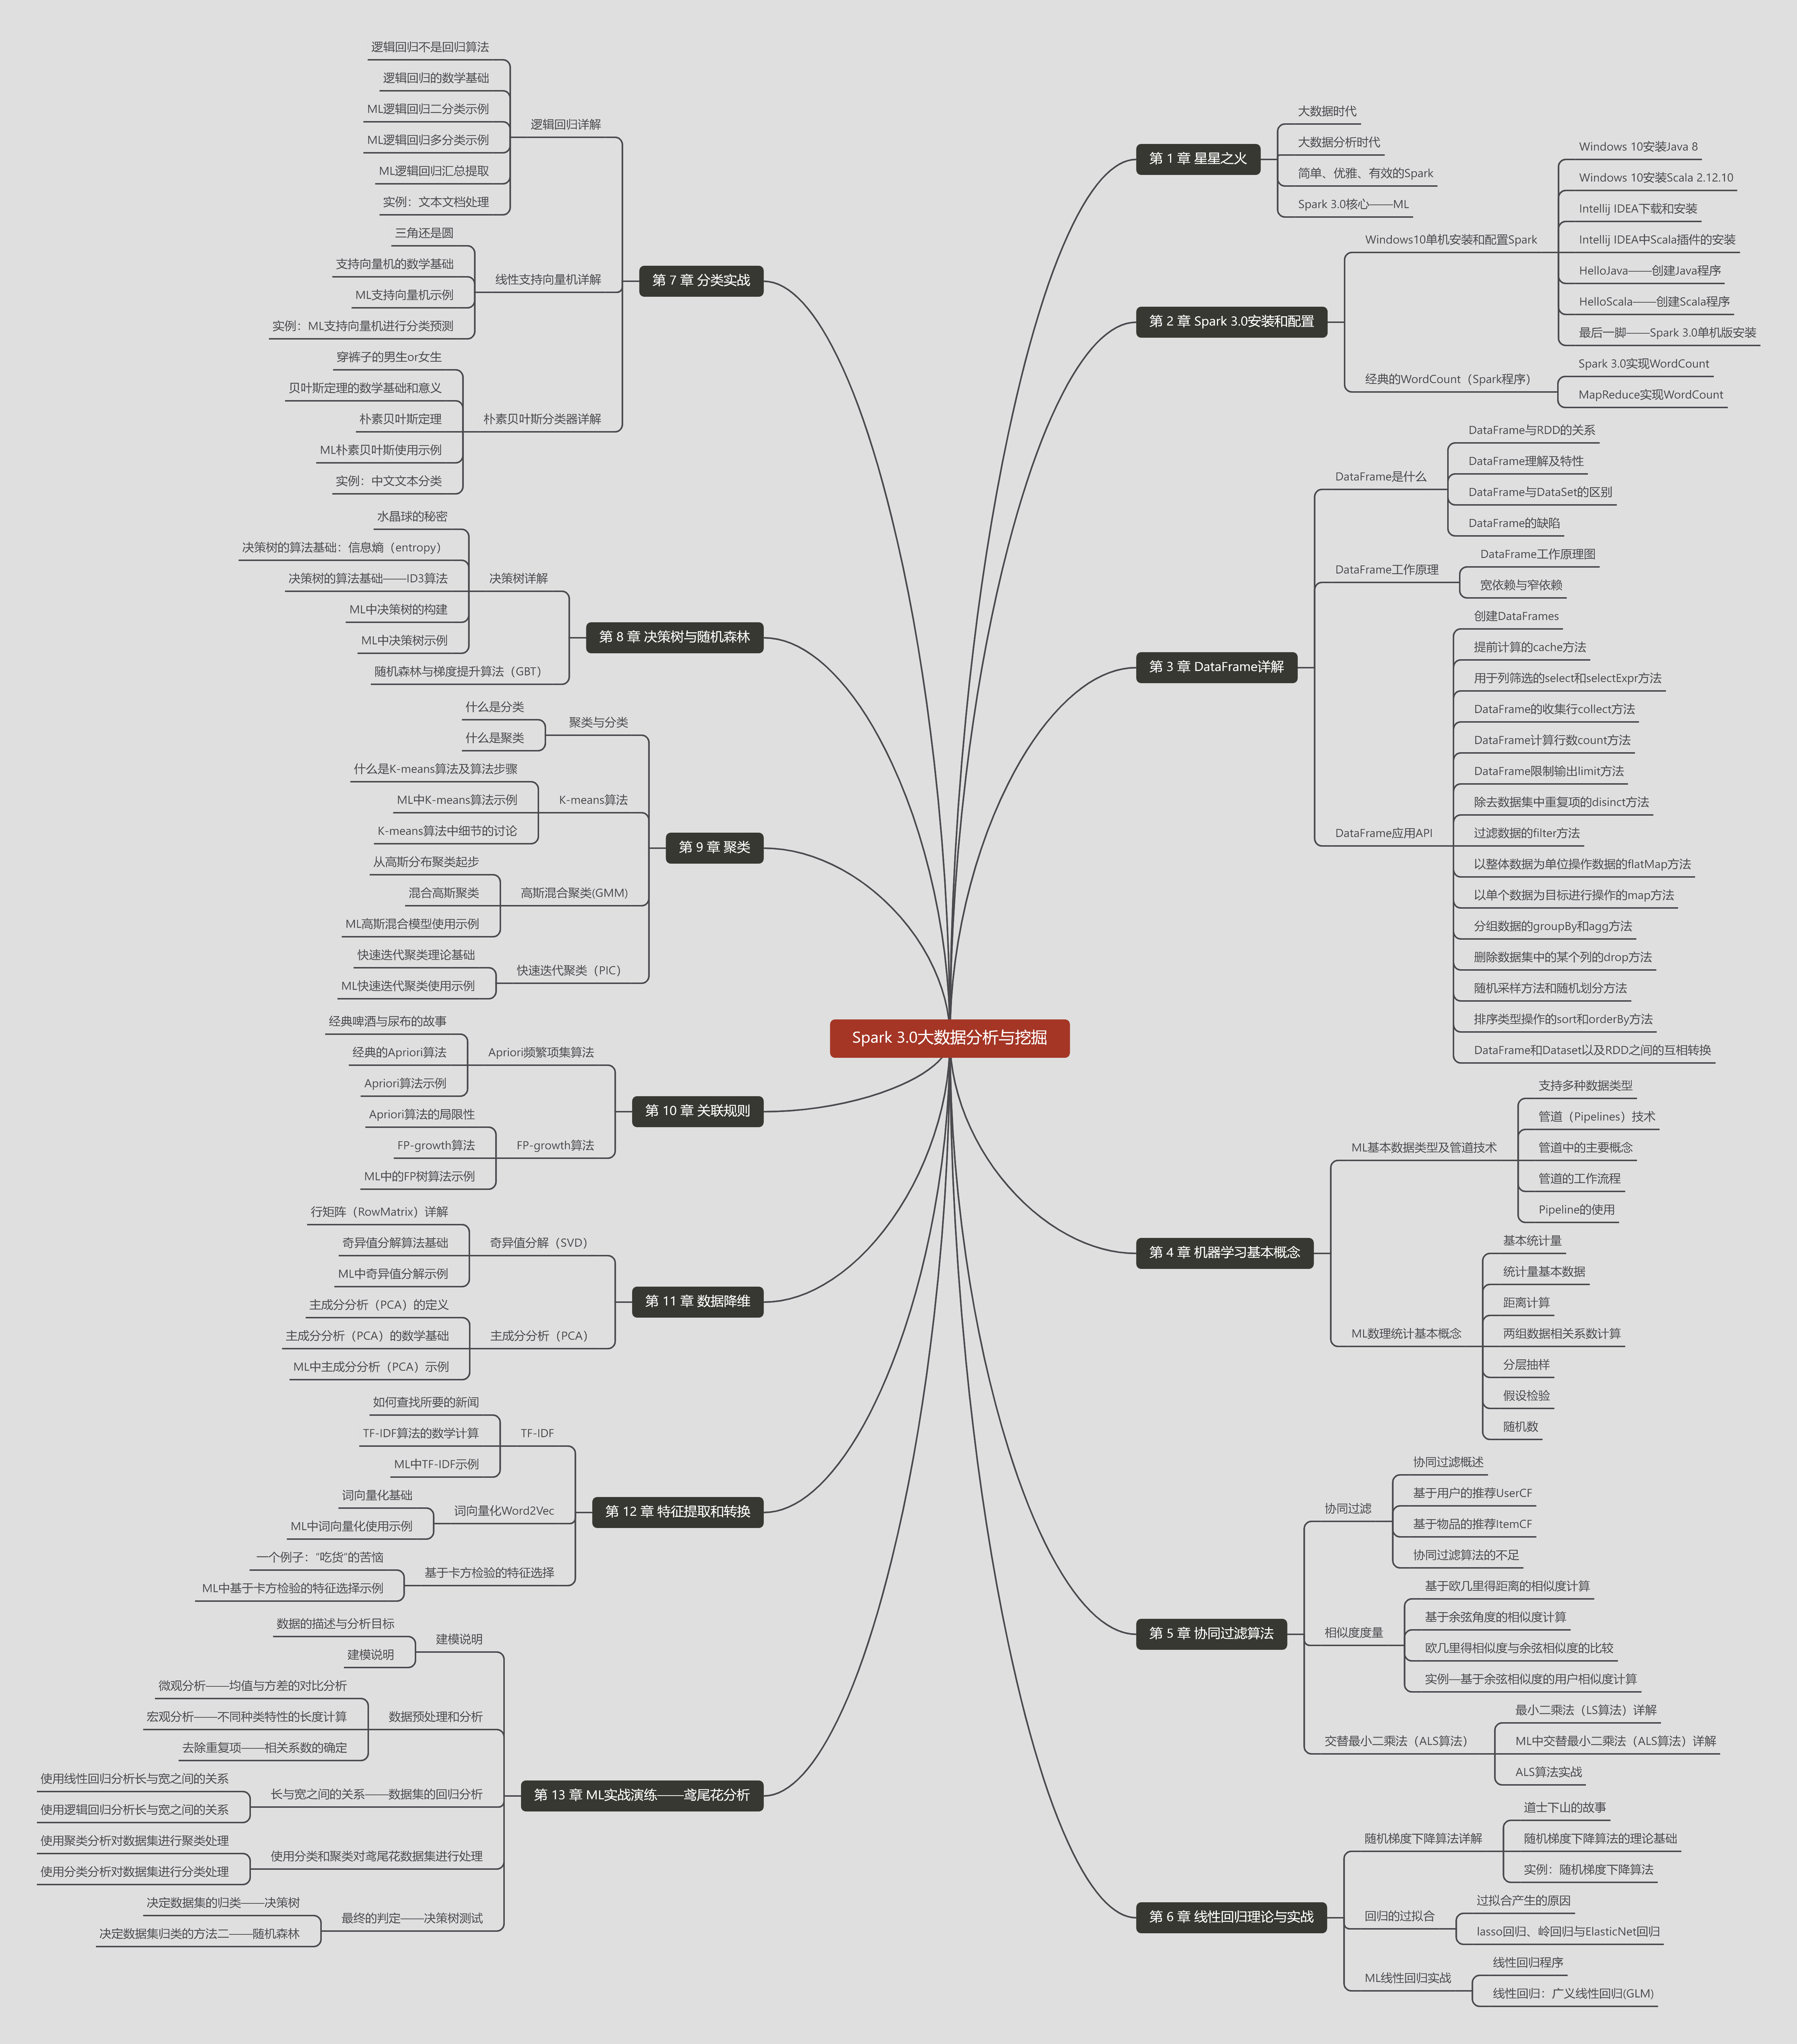 Spark 3.0大数据分析与挖掘
第 1 章 星星之火
大数据时代
大数据分析时代
简单、优雅、有效的Spark
Spark 3.0核心——ML
第 2 章 Spark 3.0安装和配置
Windows10单机安装和配置Spark
Windows 10安装Java 8
Windows 10安装Scala 2.12.10
Intellij IDEA下载和安装
Intellij IDEA中Scala插件的安装
HelloJava——创建Java程序
HelloScala——创建Scala程序
最后一脚——Spark 3.0单机版安装
经典的WordCount（Spark程序）
Spark 3.0实现WordCount
MapReduce实现WordCount
第 3 章 DataFrame详解
DataFrame是什么
DataFrame与RDD的关系
DataFrame理解及特性
DataFrame与DataSet的区别
DataFrame的缺陷
DataFrame工作原理
DataFrame工作原理图
宽依赖与窄依赖
DataFrame应用API
创建DataFrames
提前计算的cache方法
用于列筛选的select和selectExpr方法
DataFrame的收集行collect方法
DataFrame计算行数count方法
DataFrame限制输出limit方法
除去数据集中重复项的disinct方法
过滤数据的filter方法
以整体数据为单位操作数据的flatMap方法
以单个数据为目标进行操作的map方法
分组数据的groupBy和agg方法
删除数据集中的某个列的drop方法
随机采样方法和随机划分方法
排序类型操作的sort和orderBy方法
DataFrame和Dataset以及RDD之间的互相转换
第 4 章 机器学习基本概念
ML基本数据类型及管道技术
支持多种数据类型
管道（Pipelines）技术
管道中的主要概念
管道的工作流程
Pipeline的使用
ML数理统计基本概念
基本统计量
统计量基本数据
距离计算
两组数据相关系数计算
分层抽样
假设检验
随机数
第 5 章 协同过滤算法
协同过滤
协同过滤概述
基于用户的推荐UserCF
基于物品的推荐ItemCF
协同过滤算法的不足
相似度度量
基于欧几里得距离的相似度计算
基于余弦角度的相似度计算
欧几里得相似度与余弦相似度的比较
实例—基于余弦相似度的用户相似度计算
交替最小二乘法（ALS算法）
最小二乘法（LS算法）详解
ML中交替最小二乘法（ALS算法）详解
ALS算法实战
第 6 章 线性回归理论与实战
随机梯度下降算法详解
道士下山的故事
随机梯度下降算法的理论基础
实例：随机梯度下降算法
回归的过拟合
过拟合产生的原因
lasso回归、岭回归与ElasticNet回归
ML线性回归实战
线性回归程序
线性回归：广义线性回归(GLM)
第 7 章 分类实战
逻辑回归详解
逻辑回归不是回归算法
逻辑回归的数学基础
ML逻辑回归二分类示例
ML逻辑回归多分类示例
ML逻辑回归汇总提取
实例：文本文档处理
线性支持向量机详解
三角还是圆
支持向量机的数学基础
ML支持向量机示例
实例：ML支持向量机进行分类预测
朴素贝叶斯分类器详解
穿裤子的男生or女生
贝叶斯定理的数学基础和意义
朴素贝叶斯定理
ML朴素贝叶斯使用示例
实例：中文文本分类
第 8 章 决策树与随机森林
决策树详解
水晶球的秘密
决策树的算法基础：信息熵（entropy）
决策树的算法基础——ID3算法
ML中决策树的构建
ML中决策树示例
随机森林与梯度提升算法（GBT）
第 9 章 聚类
聚类与分类
什么是分类
什么是聚类
K-means算法
什么是K-means算法及算法步骤
ML中K-means算法示例
K-means算法中细节的讨论
高斯混合聚类(GMM)
从高斯分布聚类起步
混合高斯聚类
ML高斯混合模型使用示例
快速迭代聚类（PIC）
快速迭代聚类理论基础
ML快速迭代聚类使用示例
第 10 章 关联规则
Apriori频繁项集算法
经典啤酒与尿布的故事
经典的Apriori算法
Apriori算法示例
FP-growth算法
Apriori算法的局限性
FP-growth算法
ML中的FP树算法示例
第 11 章 数据降维
奇异值分解（SVD）
行矩阵（RowMatrix）详解
奇异值分解算法基础
ML中奇异值分解示例
主成分分析（PCA）
主成分分析（PCA）的定义
主成分分析（PCA）的数学基础
ML中主成分分析（PCA）示例
第 12 章 特征提取和转换
TF-IDF
如何查找所要的新闻
TF-IDF算法的数学计算
ML中TF-IDF示例
词向量化Word2Vec
词向量化基础
ML中词向量化使用示例
基于卡方检验的特征选择
一个例子：“吃货”的苦恼
ML中基于卡方检验的特征选择示例
第 13 章 ML实战演练——鸢尾花分析
建模说明
数据的描述与分析目标
建模说明
数据预处理和分析
微观分析——均值与方差的对比分析
宏观分析——不同种类特性的长度计算
去除重复项——相关系数的确定
长与宽之间的关系——数据集的回归分析
使用线性回归分析长与宽之间的关系
使用逻辑回归分析长与宽之间的关系
使用分类和聚类对鸢尾花数据集进行处理
使用聚类分析对数据集进行聚类处理
使用分类分析对数据集进行分类处理
最终的判定——决策树测试
决定数据集的归类——决策树
决定数据集归类的方法二——随机森林